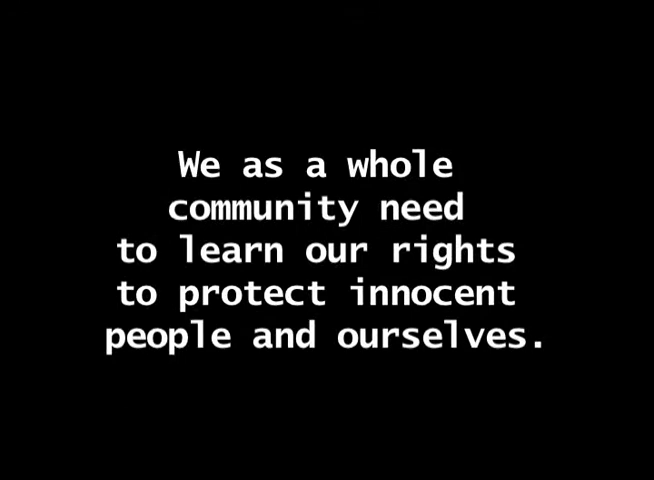 We as a whole
community need
to learn our rights
to protect innocent
people and ourselves.